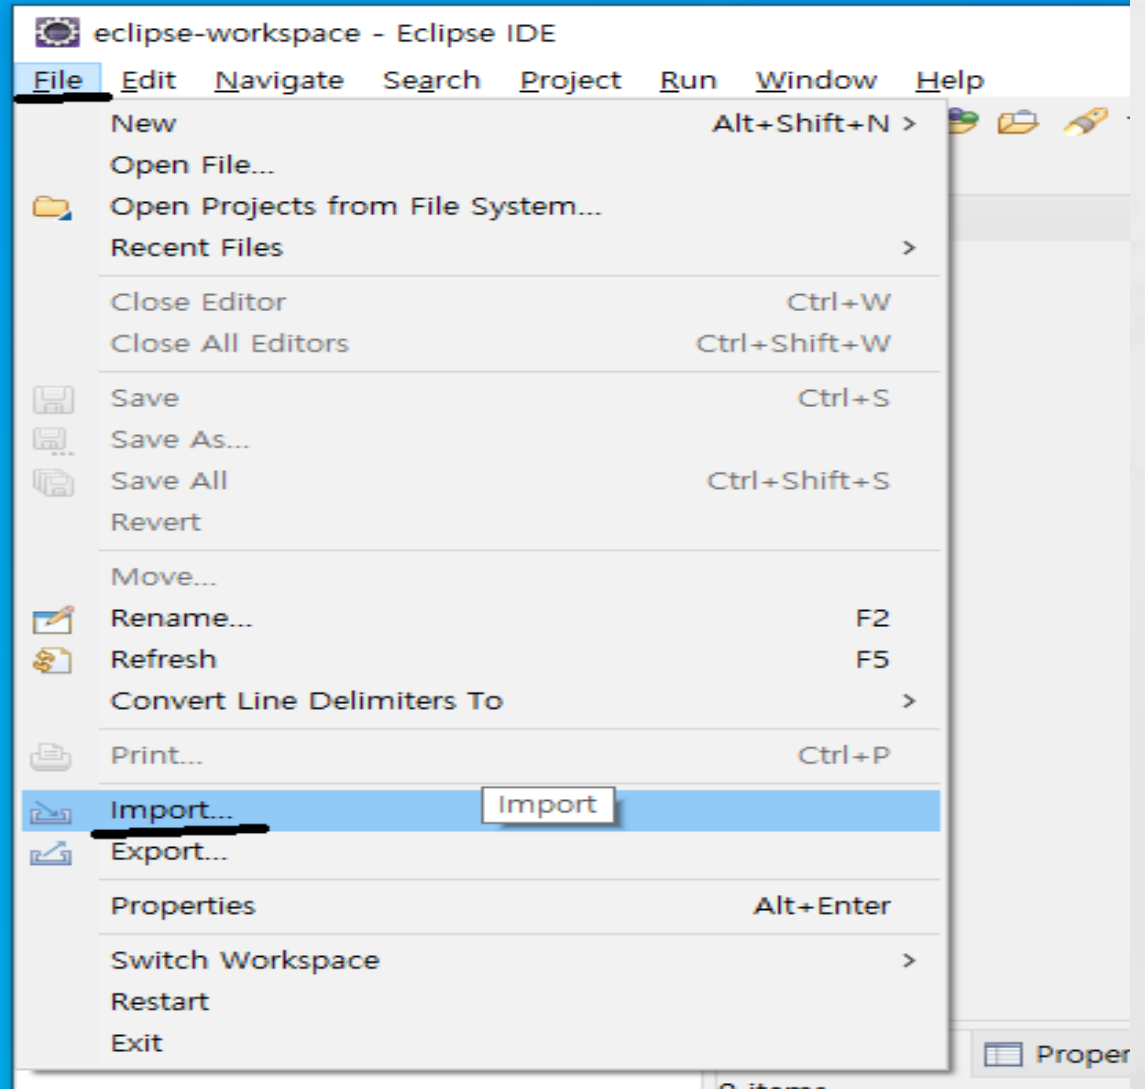 eclipse-workspace - Eclipse IDE
File Edit Navigate Search Project Run Window Help
New Alt+Shift+N >
Open File...
Open Projects from File System...
Recent Files >
Close Editor Ctrl+W
Close All Editors Ctrl+Shift+W
Save Ctrl+S
Save As...
Save All Ctrl+Shift+S
Revert
Move...
Rename... F2
Refresh F5
Convert Line Delimiters To >
Print... Ctrl+P
Import... Import
Export...
Properties Alt+Enter
Switch Workspace >
Restart
Exit
Proper